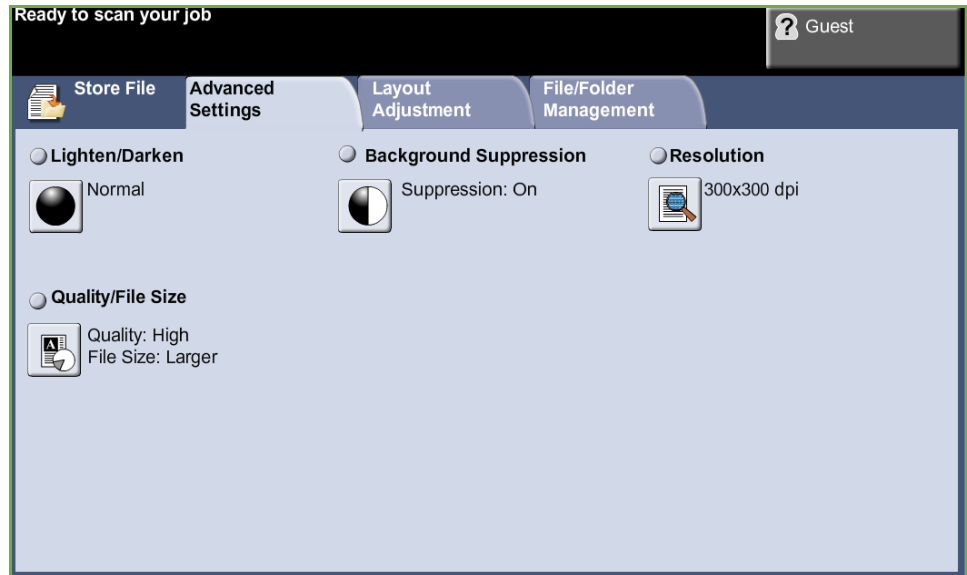 Ready to scan your job
Guest
Store File
Advanced
Settings
Layout
Adjustment
File/Folder
Management
Lighten/Darken
Normal
Background Suppression
Suppression: On
Resolution
300x300 dpi
Quality/File Size
Quality: High
File Size: Larger